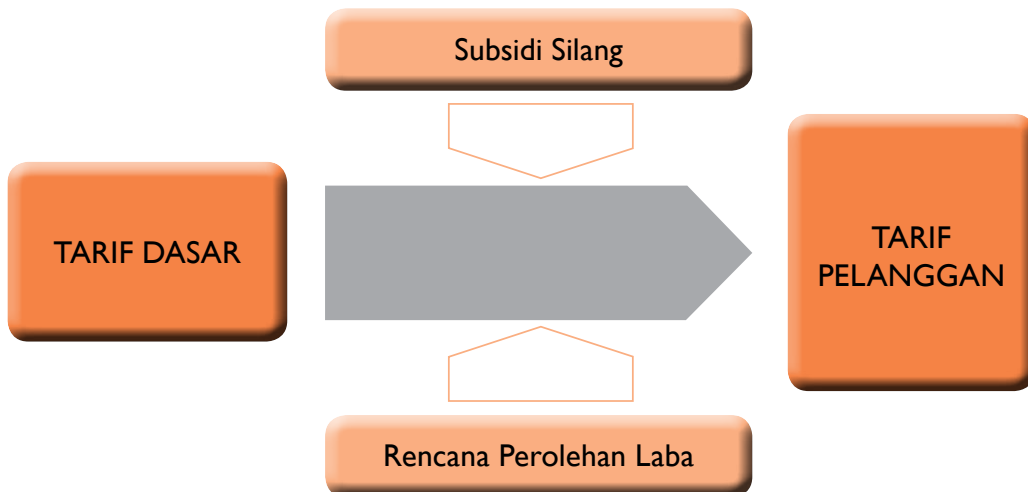 Subsidi Silang
TARIF DASAR
TARIF
PELANGGAN
Rencana Perolehan Laba